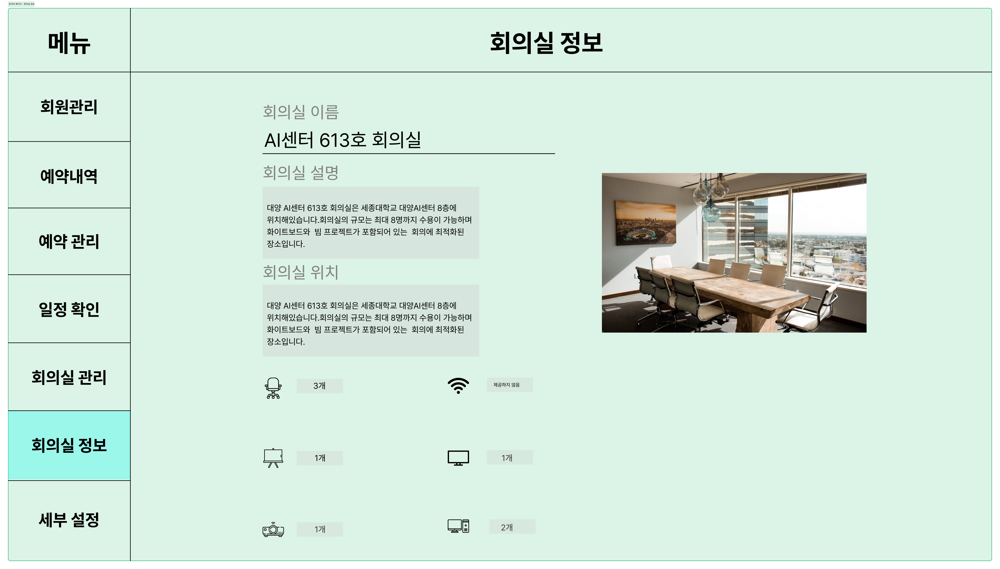 관리자 페이지 - 회의실 정보
메뉴
회의실 정보
회원관리
예약내역
예약 관리
일정 확인
회의실 관리
회의실 정보
세부 설정
회의실 이름
AI센터 613호 회의실
회의실 설명
대양 AI센터 613호 회의실은 세종대학교 대양AI센터 8층에
위치해있습니다.회의실의 규모는 최대 8명까지 수용이 가능하며
화이트보드와  빔 프로젝트가 포함되어 있는  회의에 최적화된
장소입니다.
회의실 위치
대양 AI센터 613호 회의실은 세종대학교 대양AI센터 8층에
위치해있습니다.회의실의 규모는 최대 8명까지 수용이 가능하며
화이트보드와  빔 프로젝트가 포함되어 있는  회의에 최적화된
장소입니다.
3개
제공하지 않음
1개
1개
1개
2개